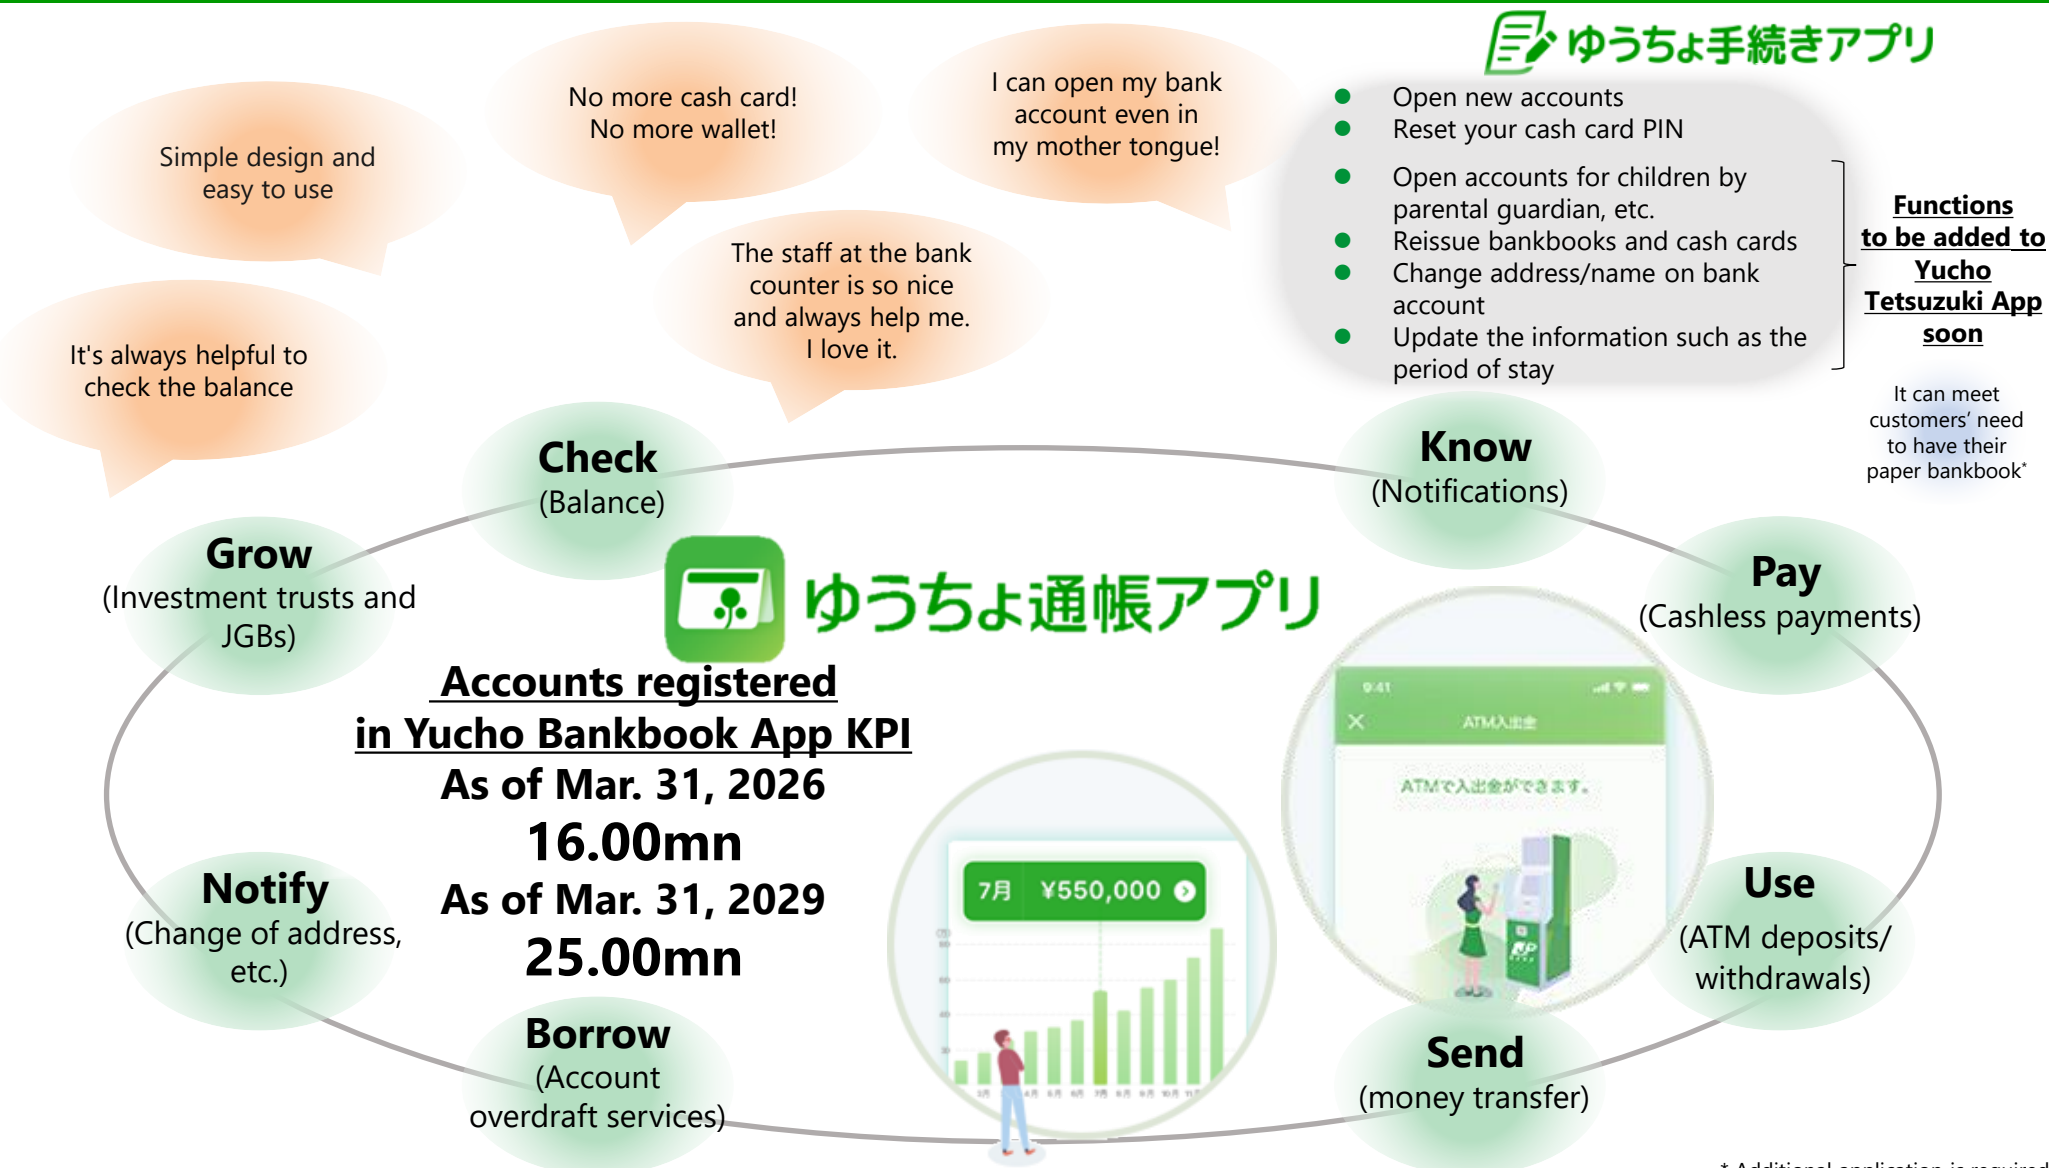 ゆうちょ手続きアプリ
Simple design and
easy to use
No more cash card!
No more wallet!
I can open my bank
account even in
my mother tongue!
The staff at the bank
counter is so nice
and always help me.
I love it.
It's always helpful to
check the balance
● Open new accounts
● Reset your cash card PIN
● Open accounts for children by
parental guardian, etc.
● Reissue bankbooks and cash cards
● Change address/name on bank
account
● Update the information such as the
period of stay
Functions
to be added to
Yucho
Tetsuzuki App
soon
It can meet
customers' need
to have their
paper bankbook*
Check
(Balance)
Know
(Notifications)
Grow
(Investment trusts and
JGBs)
Pay
(Cashless payments)
ゆうちょ通帳アプリ
Accounts registered
in Yucho Bankbook App KPI
As of Mar. 31, 2026
16.00mn
As of Mar. 31, 2029
25.00mn
9:41
ATM入出金
ATMで入出金ができます。
7月 ¥550,000
Notify
(Change of address,
etc.)
Use
(ATM deposits/
withdrawals)
Borrow
(Account
overdraft services)
Send
(money transfer)
* Additional application is required